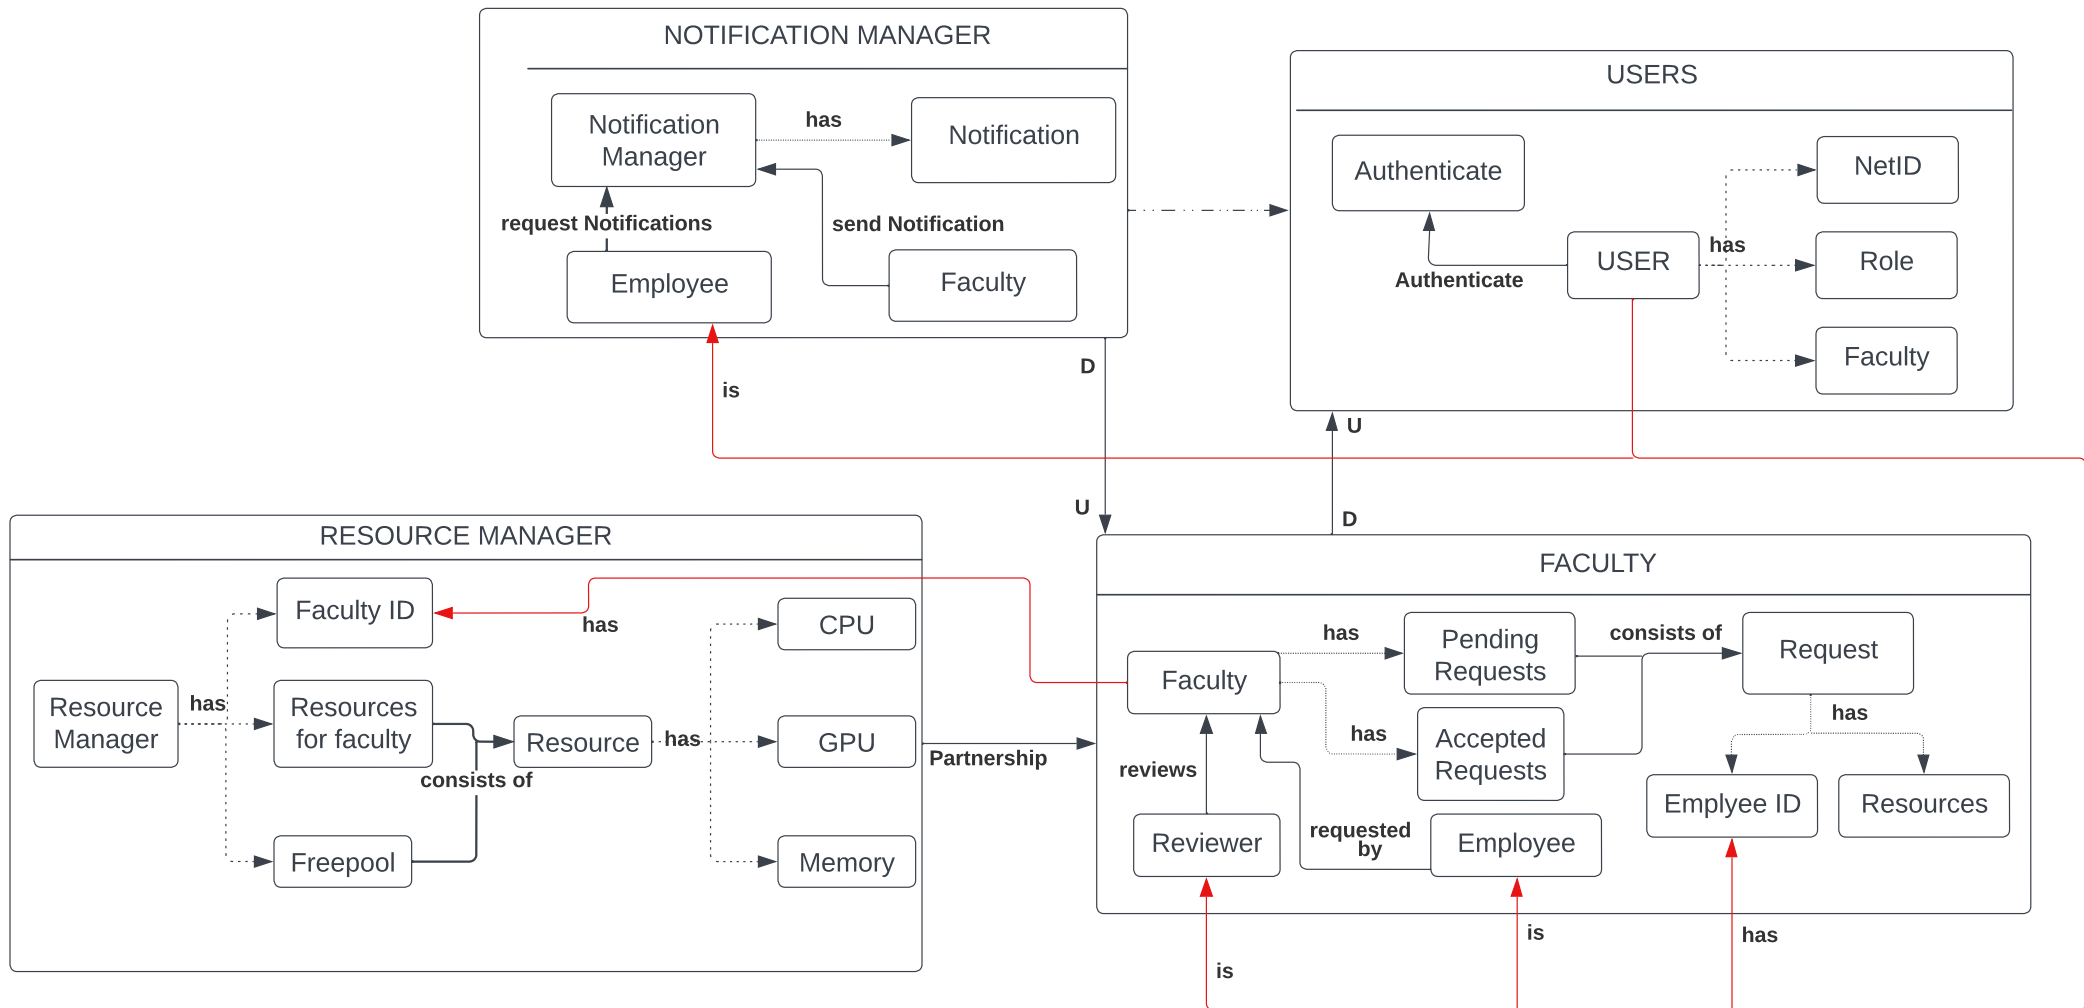 NOTIFICATION MANAGER
Notification
Manager
has
Notification
request Notifications
send Notification
Employee
Faculty
is
D
U
USERS
Authenticate
NetID
has
USER
Role
Authenticate
Faculty
U
D
RESOURCE MANAGER
Faculty ID
has
CPU
Resource
Manager
has
Resources
for faculty
Resource
has
GPU
consists of
Freepool
Memory
Partnership
FACULTY
has
Pending
Requests
consists of
Request
Faculty
has
Accepted
Requests
has
reviews
Emplyee ID
Resources
Reviewer
requested
by
Employee
is
is
has